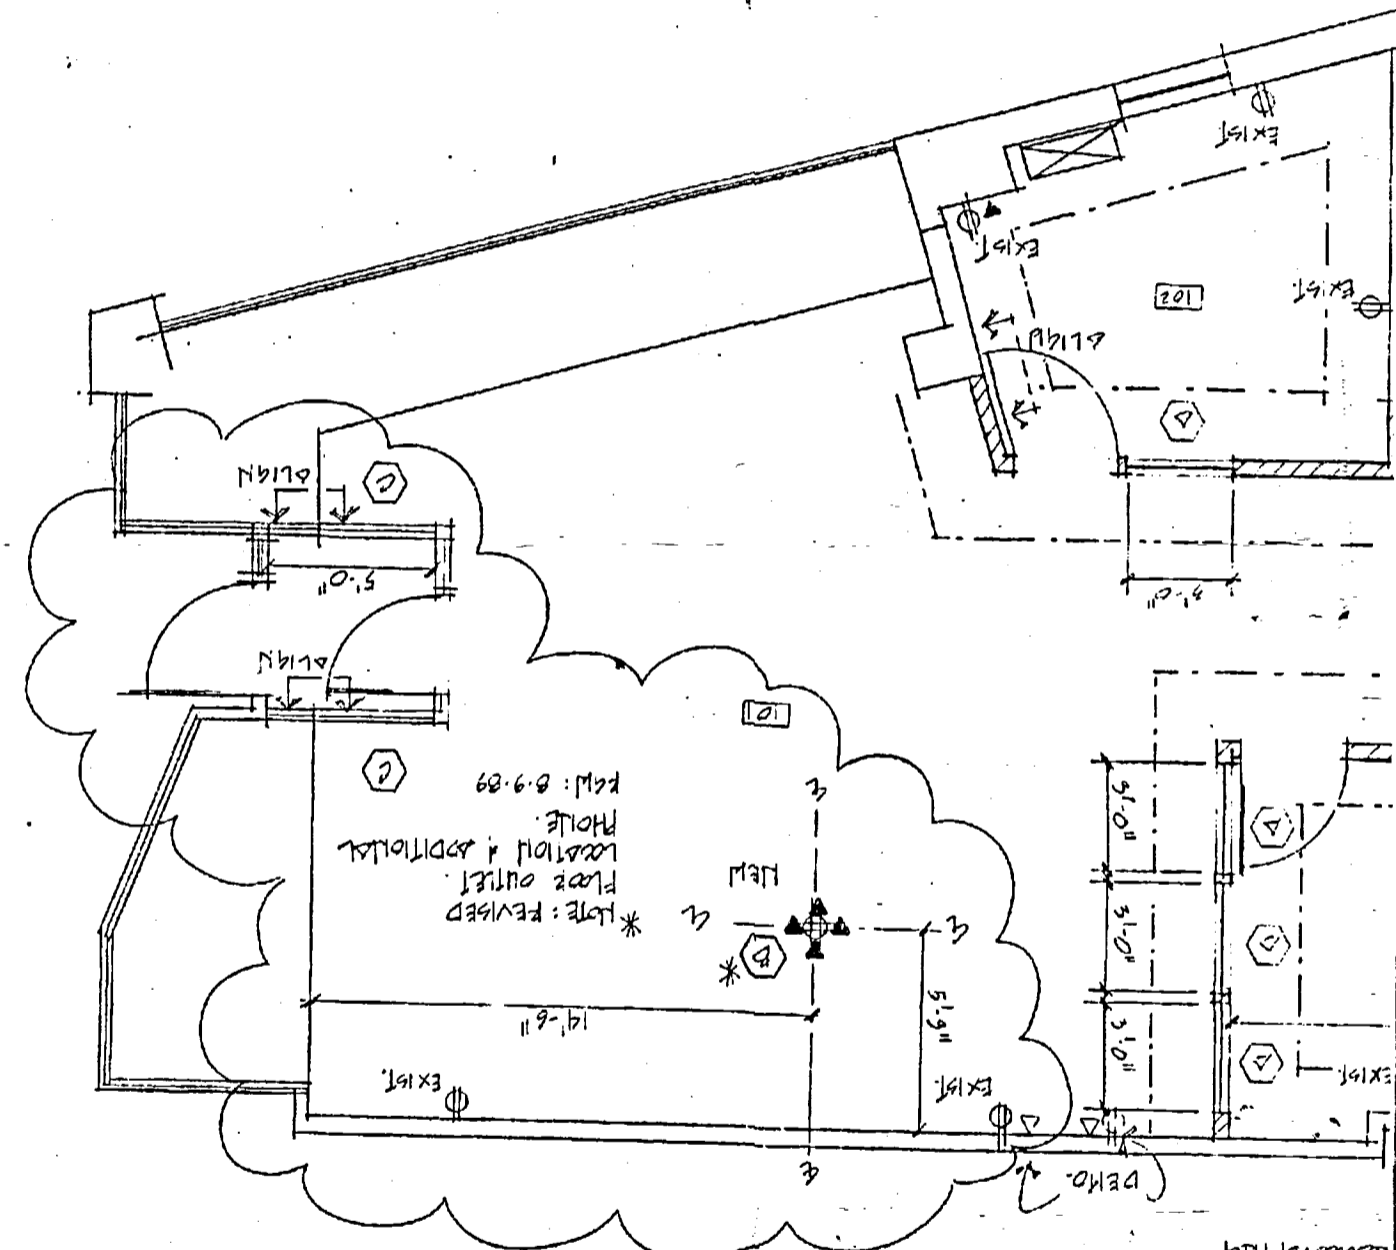 DEMO.
EXIST.
EXIST.
EXIST.
5'-9"
14'-6"
3'-0"
3'-0"
3'-0"
D
D
D
B
*
NEW
* NOTE: REVISED
FLOOR OUTLET
LOCATION & ADDITIONAL
PHONE.
RGW: 8-9-89
C
101
ALIGN
5'-0"
ALIGN
C
3'-0"
D
ALIGN
102
EXIST.
EXIST.
EXIST.